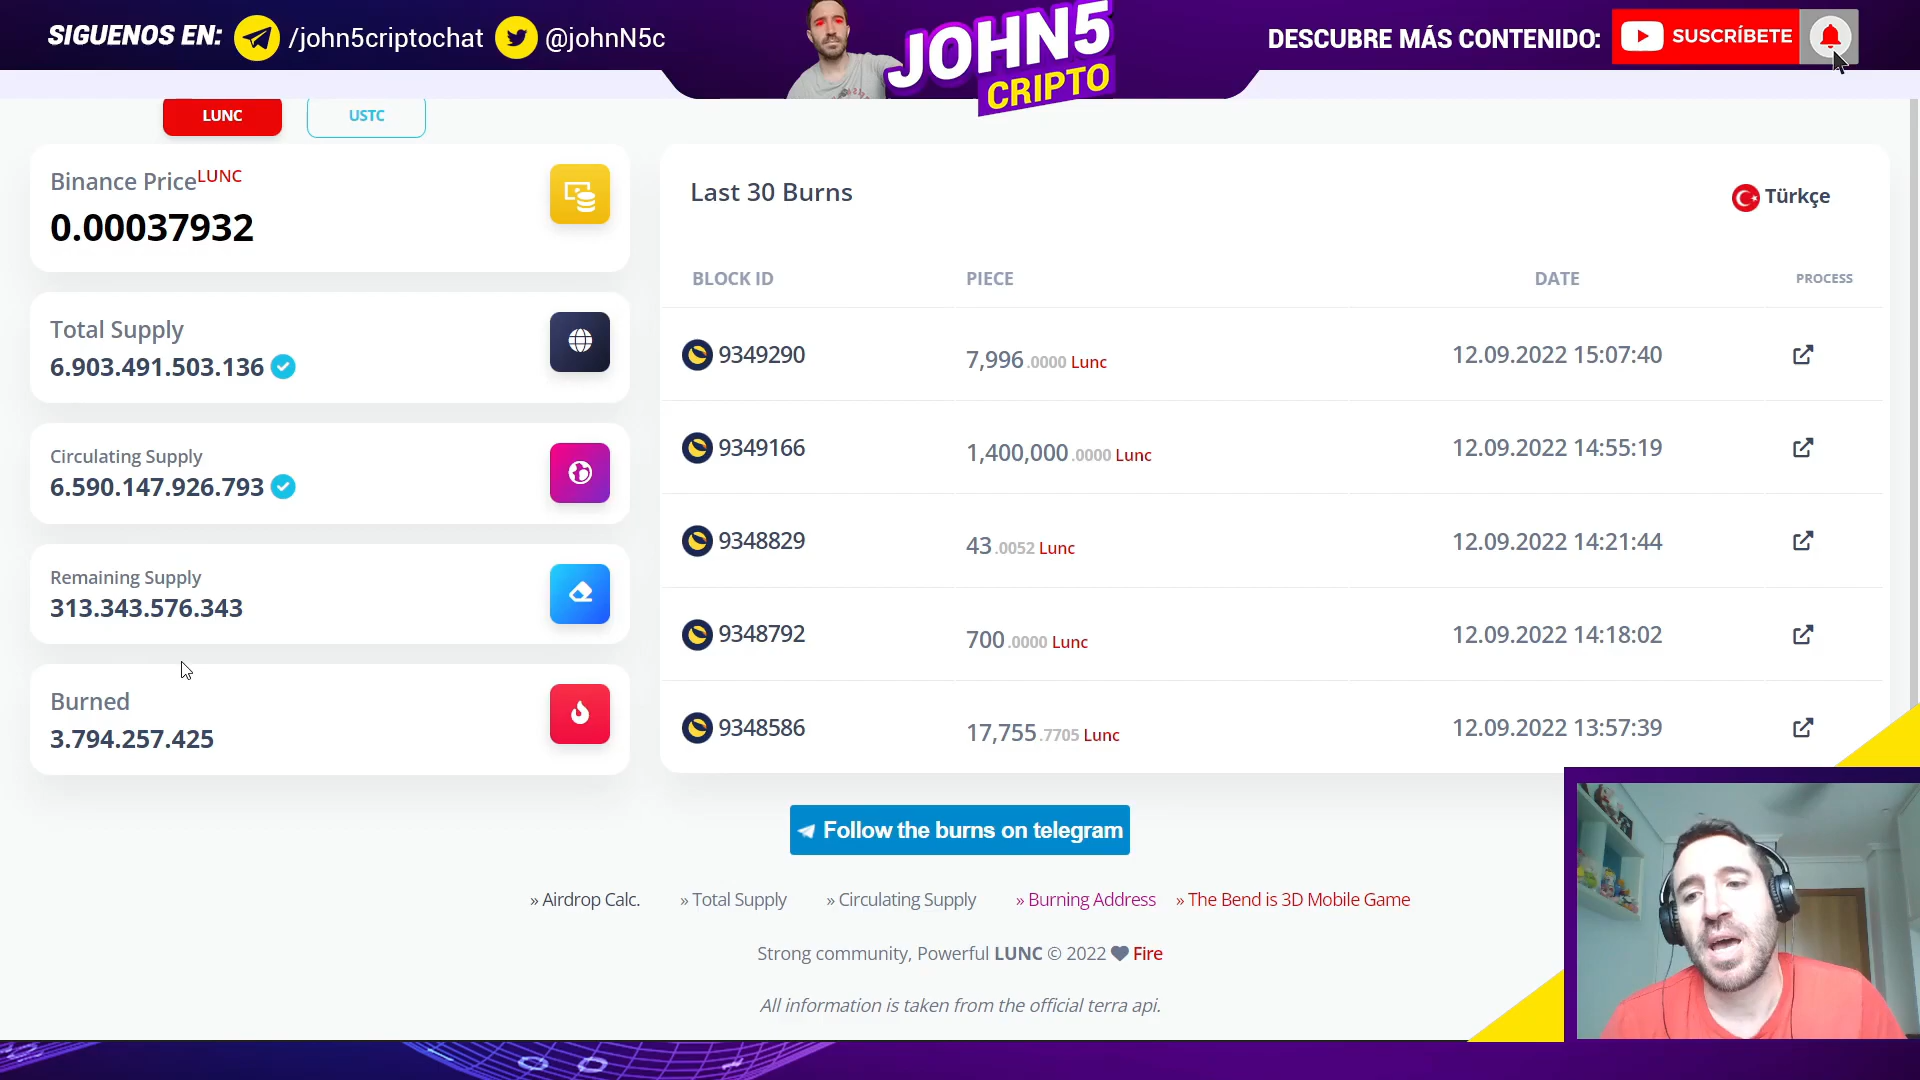 SIGUENOS EN: /john5criptochat @johnN5c
JOHN5
CRIPTO
DESCUBRE MÁS CONTENIDO: SUSCRÍBETE
LUNC USTC
Binance Price LUNC
0.00037932
Total Supply
6.903.491.503.136
Circulating Supply
6.590.147.926.793
Remaining Supply
313.343.576.343
Burned
3.794.257.425
Last 30 Burns
Türkçe
BLOCK ID PIECE DATE PROCESS
9349290 7,996.0000 Lunc 12.09.2022 15:07:40
9349166 1,400,000.0000 Lunc 12.09.2022 14:55:19
9348829 43.0052 Lunc 12.09.2022 14:21:44
9348792 700.0000 Lunc 12.09.2022 14:18:02
9348586 17,755.7705 Lunc 12.09.2022 13:57:39
Follow the burns on telegram
» Airdrop Calc. » Total Supply » Circulating Supply » Burning Address » The Bend is 3D Mobile Game
Strong community, Powerful LUNC © 2022 Fire
All information is taken from the official terra api.